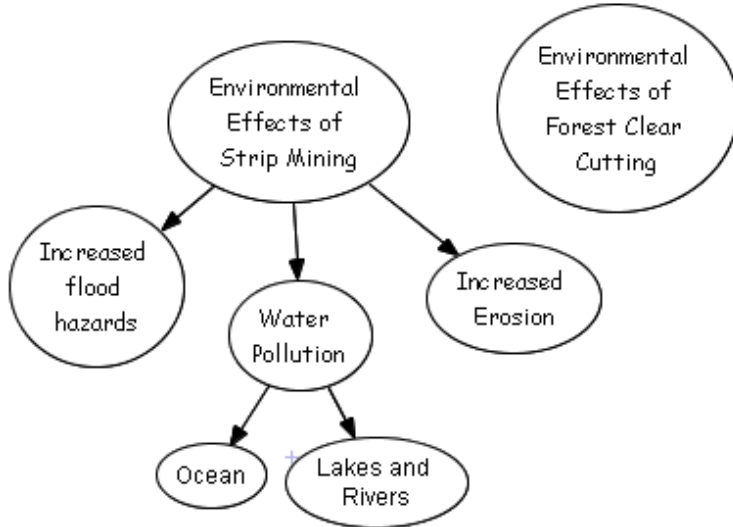 Environmental
Effects of
Strip Mining
Environmental
Effects of
Forest Clear
Cutting
Increased
flood
hazards
Water
Pollution
Increased
Erosion
Ocean
Lakes and
Rivers